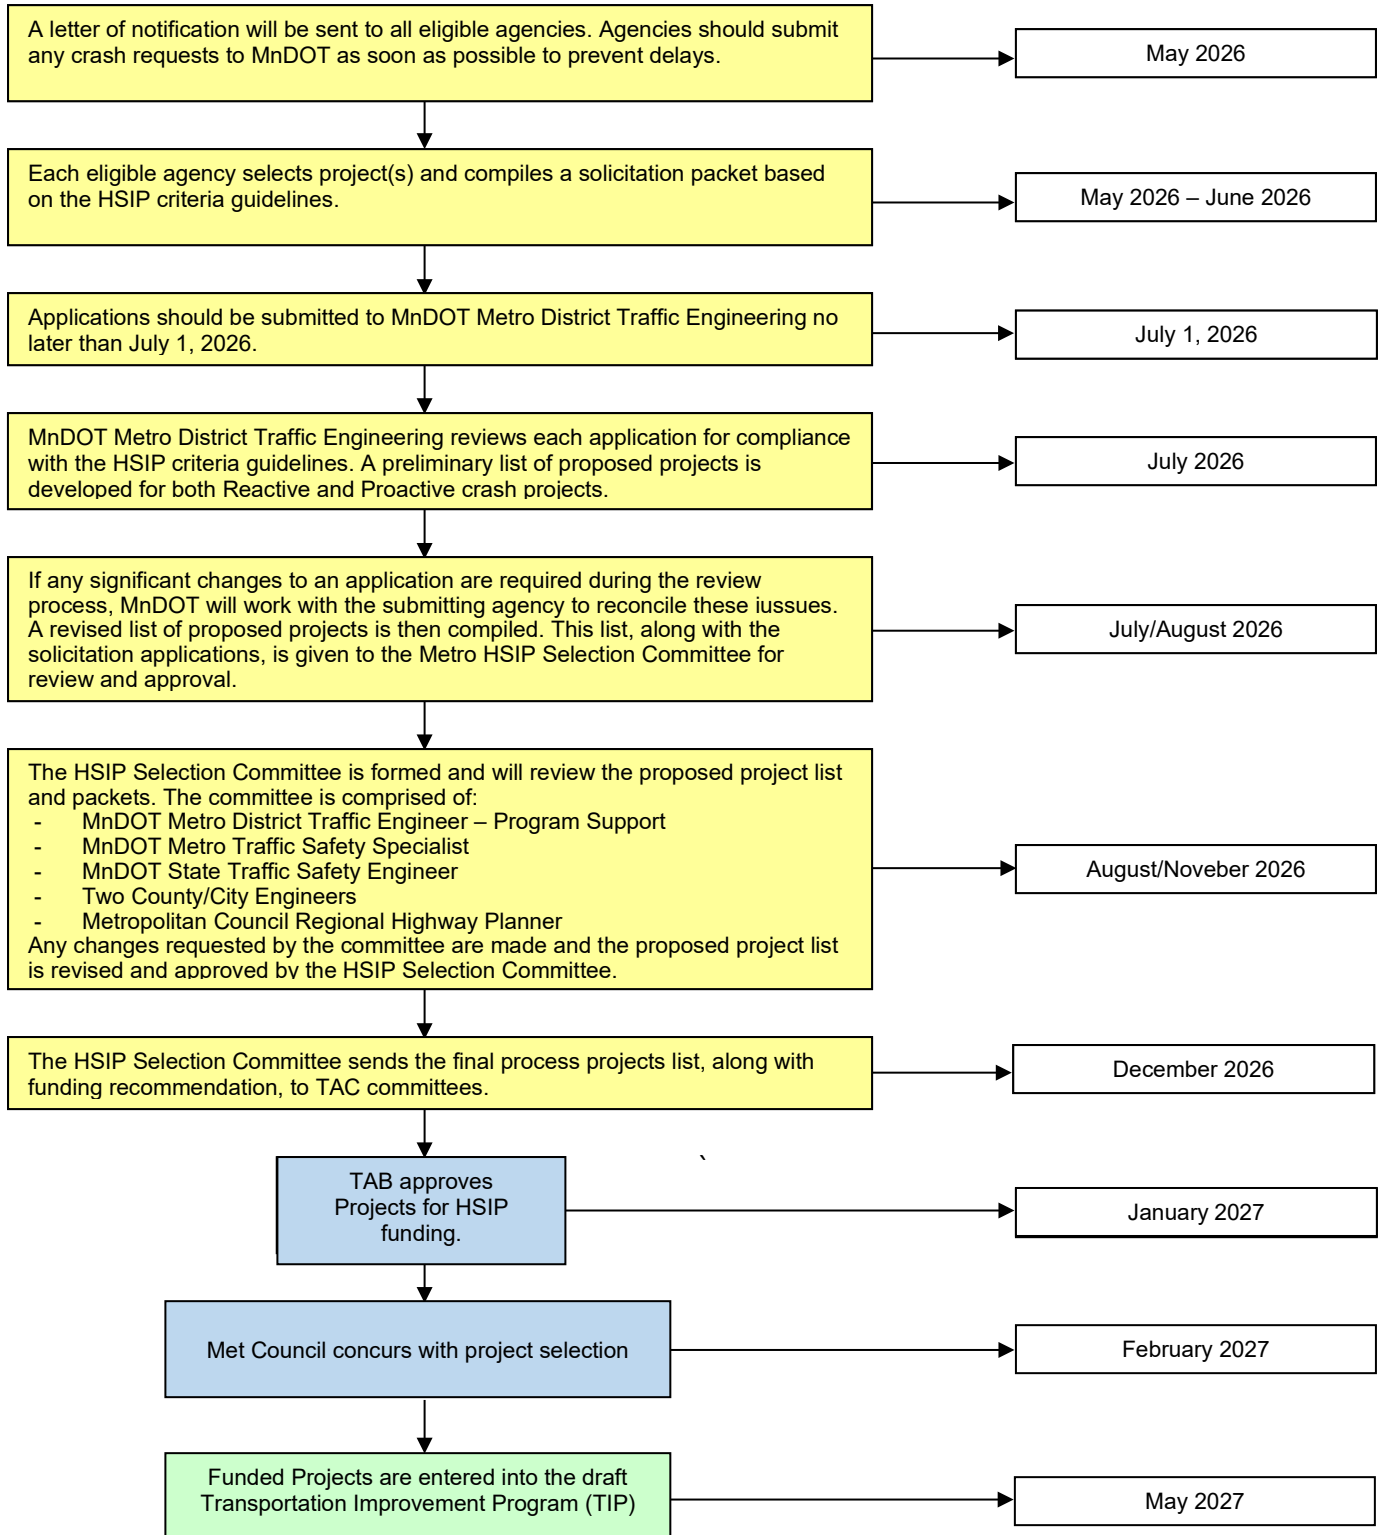 A letter of notification will be sent to all eligible agencies. Agencies should submit
any crash requests to MnDOT as soon as possible to prevent delays.
May 2026
Each eligible agency selects project(s) and compiles a solicitation packet based
on the HSIP criteria guidelines.
May 2026 – June 2026
Applications should be submitted to MnDOT Metro District Traffic Engineering no
later than July 1, 2026.
July 1, 2026
MnDOT Metro District Traffic Engineering reviews each application for compliance
with the HSIP criteria guidelines. A preliminary list of proposed projects is
developed for both Reactive and Proactive crash projects.
July 2026
If any significant changes to an application are required during the review
process, MnDOT will work with the submitting agency to reconcile these iussues.
A revised list of proposed projects is then compiled. This list, along with the
solicitation applications, is given to the Metro HSIP Selection Committee for
review and approval.
July/August 2026
The HSIP Selection Committee is formed and will review the proposed project list
and packets. The committee is comprised of:
- MnDOT Metro District Traffic Engineer – Program Support
- MnDOT Metro Traffic Safety Specialist
- MnDOT State Traffic Safety Engineer
- Two County/City Engineers
- Metropolitan Council Regional Highway Planner
Any changes requested by the committee are made and the proposed project list
is revised and approved by the HSIP Selection Committee.
August/Noveber 2026
The HSIP Selection Committee sends the final process projects list, along with
funding recommendation, to TAC committees.
December 2026
`
TAB approves
Projects for HSIP
funding.
January 2027
Met Council concurs with project selection
February 2027
Funded Projects are entered into the draft
Transportation Improvement Program (TIP)
May 2027